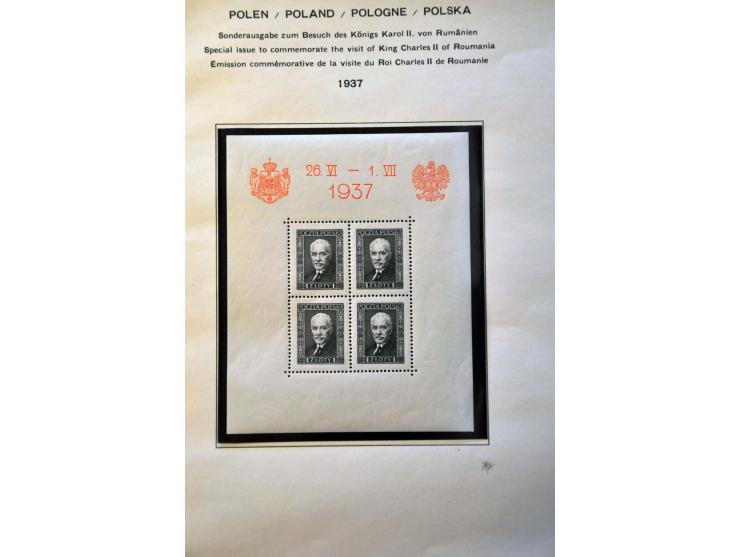 POLEN / POLAND / POLOGNE / POLSKA
Sonderausgabe zum Besuch des Königs Karol II. von Rumänien
Special issue to commemorate the visit of King Charles II of Roumania
Émission commémorative de la visite du Roi Charles II de Roumanie
1937
26 VI — 1. VII
1937
POCZTA POLSKA POCZTA POLSKA
1 ZŁOTY 1 1 ZŁOTY 1
POCZTA POLSKA POCZTA POLSKA
1 ZŁOTY 1 1 ZŁOTY 1